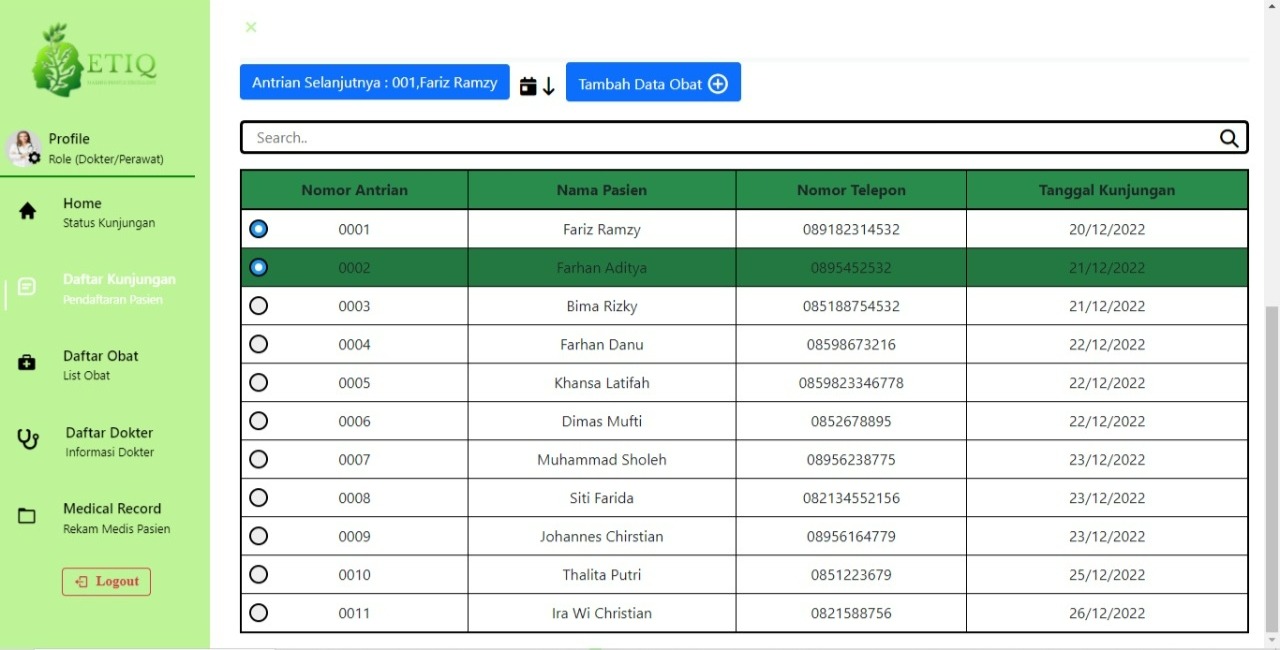 ETIQ
Profile
Role (Dokter/Perawat)
Home
Status Kunjungan
Daftar Kunjungan
Pendaftaran Pasien
Daftar Obat
List Obat
Daftar Dokter
Informasi Dokter
Medical Record
Rekam Medis Pasien
Logout
Antrian Selanjutnya : 001,Fariz Ramzy
Tambah Data Obat
Search..
Nomor Antrian Nama Pasien Nomor Telepon Tanggal Kunjungan
0001 Fariz Ramzy 089182314532 20/12/2022
0002 Farhan Aditya 0895452532 21/12/2022
0003 Bima Rizky 085188754532 21/12/2022
0004 Farhan Danu 08598673216 22/12/2022
0005 Khansa Latifah 0859823346778 22/12/2022
0006 Dimas Mufti 0852678895 22/12/2022
0007 Muhammad Sholeh 08956238775 23/12/2022
0008 Siti Farida 082134552156 23/12/2022
0009 Johannes Chirstian 08956164779 23/12/2022
0010 Thalita Putri 0851223679 25/12/2022
0011 Ira Wi Christian 0821588756 26/12/2022